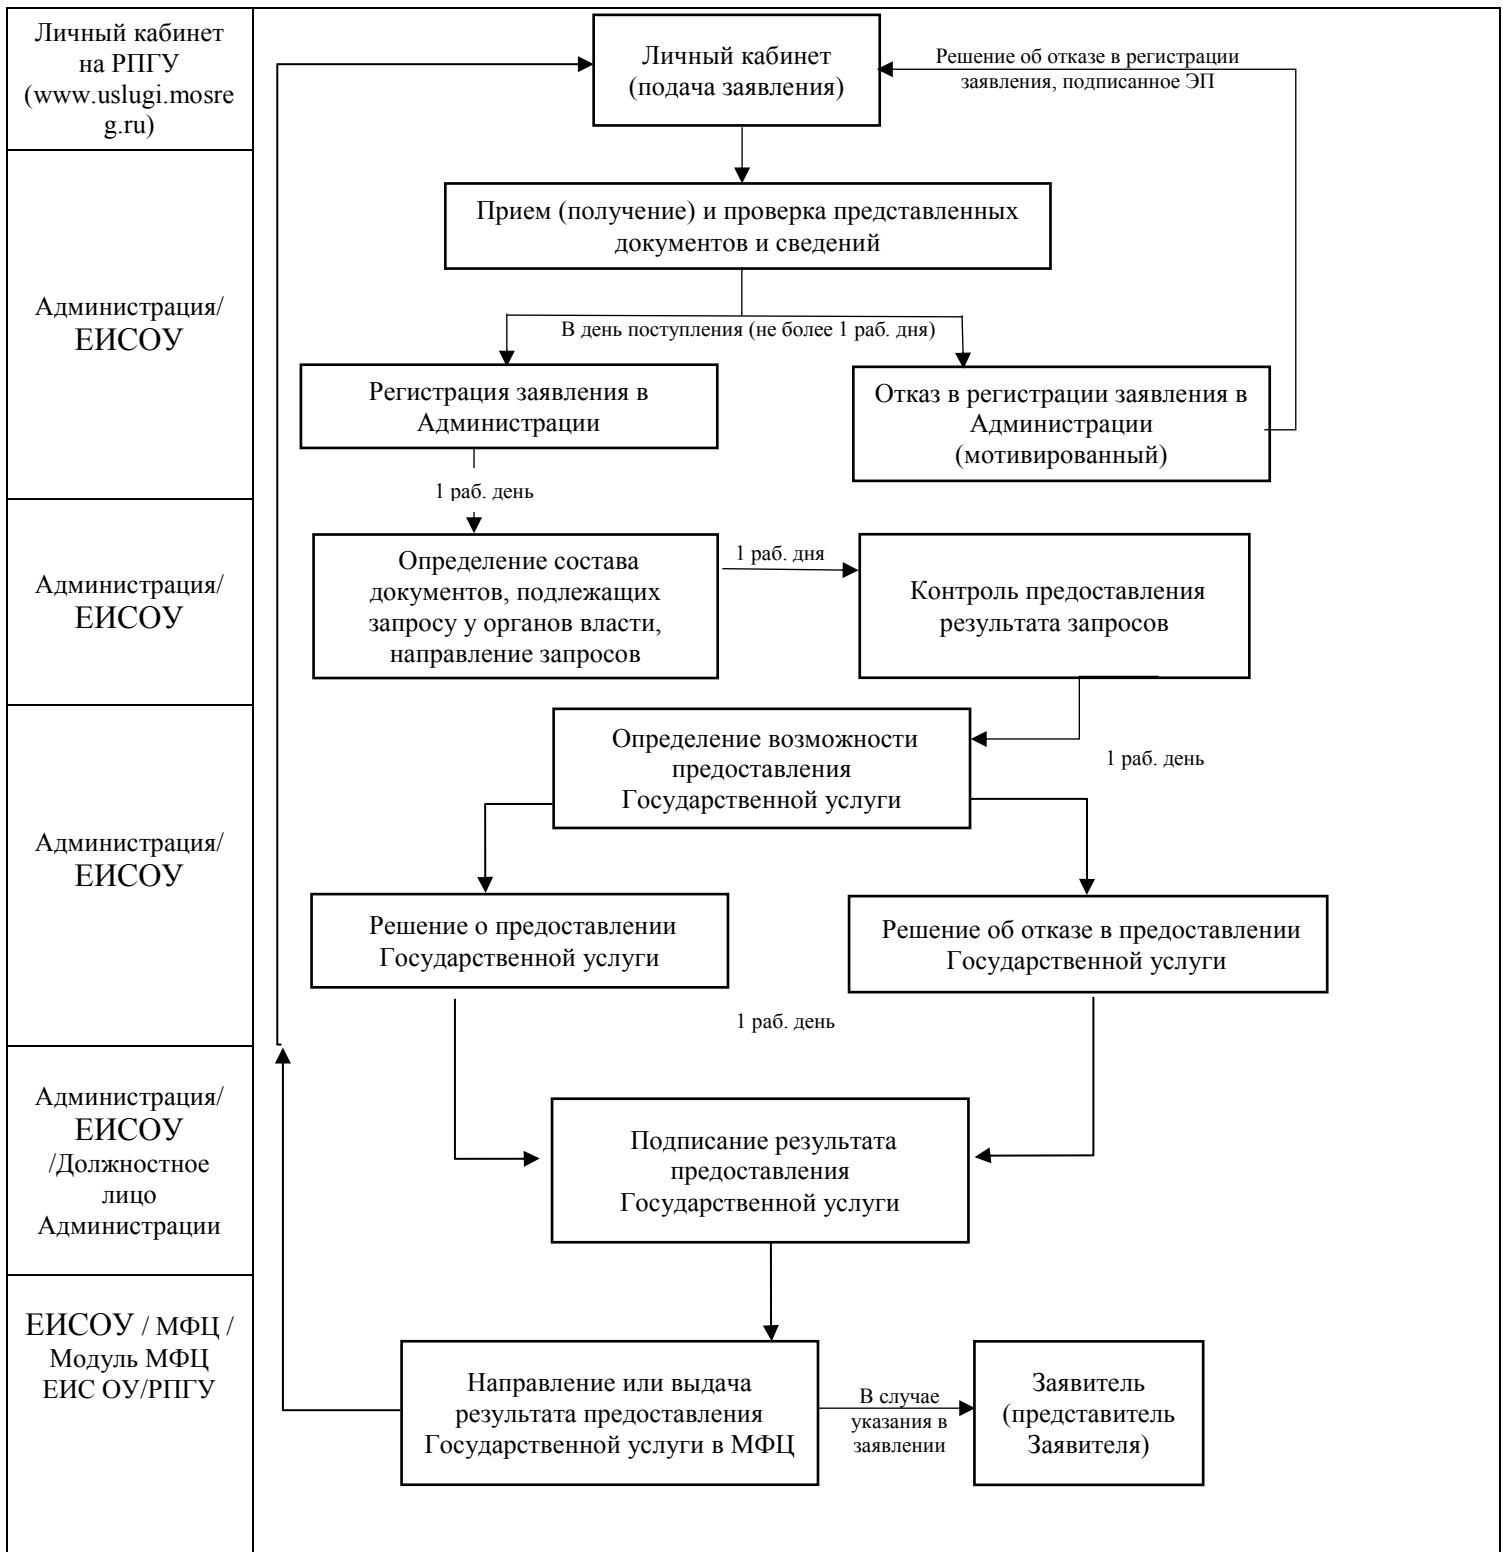 Личный кабинет
на РПГУ
(www.uslugi.mosre
g.ru)
Личный кабинет
(подача заявления)
Решение об отказе в регистрации
заявления, подписанное ЭП
Администрация/
ЕИСОУ
Прием (получение) и проверка представленных
документов и сведений
В день поступления (не более 1 раб. дня)
Регистрация заявления в
Администрации
Отказ в регистрации заявления в
Администрации
(мотивированный)
1 раб. день
Администрация/
ЕИСОУ
Определение состава
документов, подлежащих
запросу у органов власти,
направление запросов
1 раб. дня
Контроль предоставления
результата запросов
Администрация/
ЕИСОУ
Определение возможности
предоставления
Государственной услуги
1 раб. день
Решение о предоставлении
Государственной услуги
Решение об отказе в предоставлении
Государственной услуги
1 раб. день
Администрация/
ЕИСОУ
/Должностное
лицо
Администрации
Подписание результата
предоставления
Государственной услуги
ЕИСОУ / МФЦ /
Модуль МФЦ
ЕИС ОУ/РПГУ
Направление или выдача
результата предоставления
Государственной услуги в МФЦ
В случае
указания в
заявлении
Заявитель
(представитель
Заявителя)